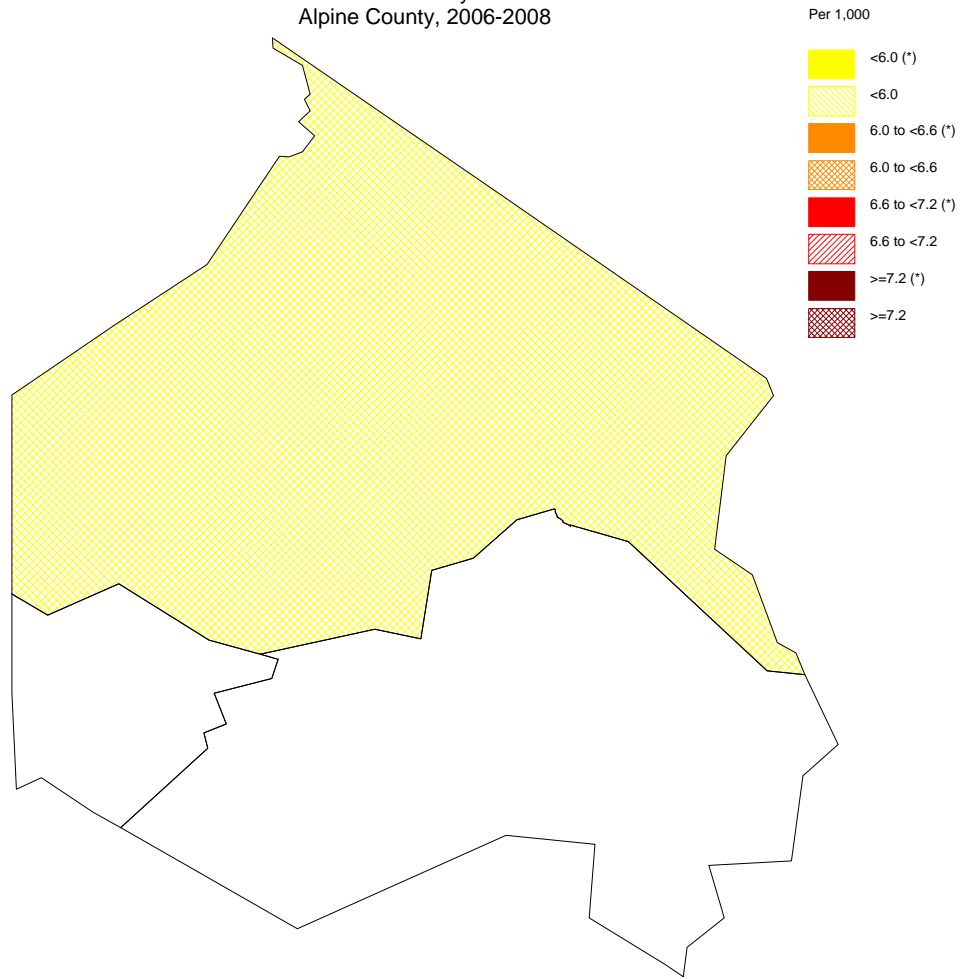 Alpine County, 2006-2008
Per 1,000
<6.0 (*)
<6.0
6.0 to <6.6 (*)
6.0 to <6.6
6.6 to <7.2 (*)
6.6 to <7.2
>=7.2 (*)
>=7.2